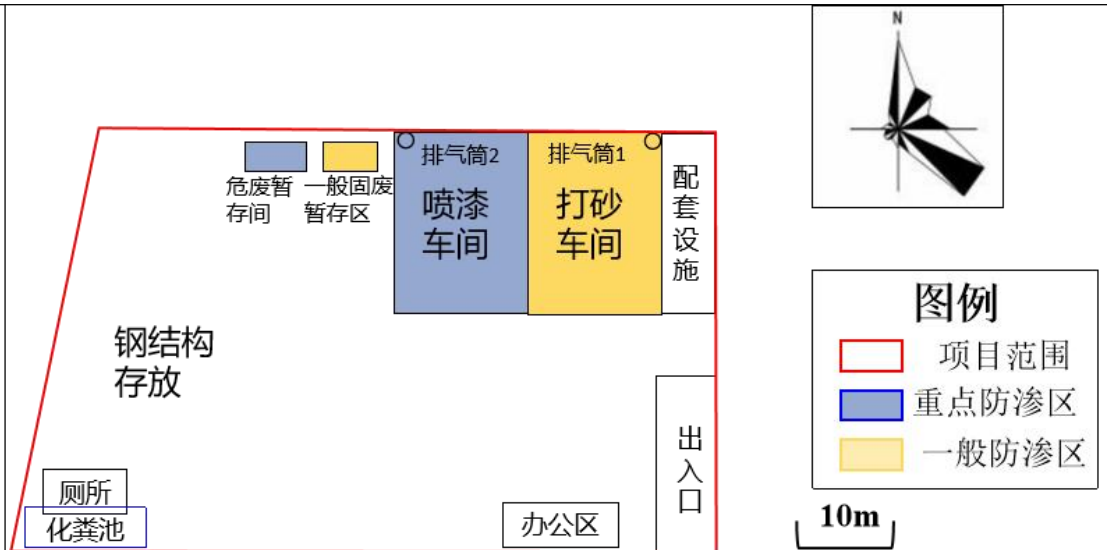 N
排气筒2
排气筒1
危废暂
存间
一般固废
暂存区
喷漆
车间
打砂
车间
配
套
设
施
钢结构
存放
图例
项目范围
重点防渗区
一般防渗区
出
入
口
厕所
化粪池
办公区
10m